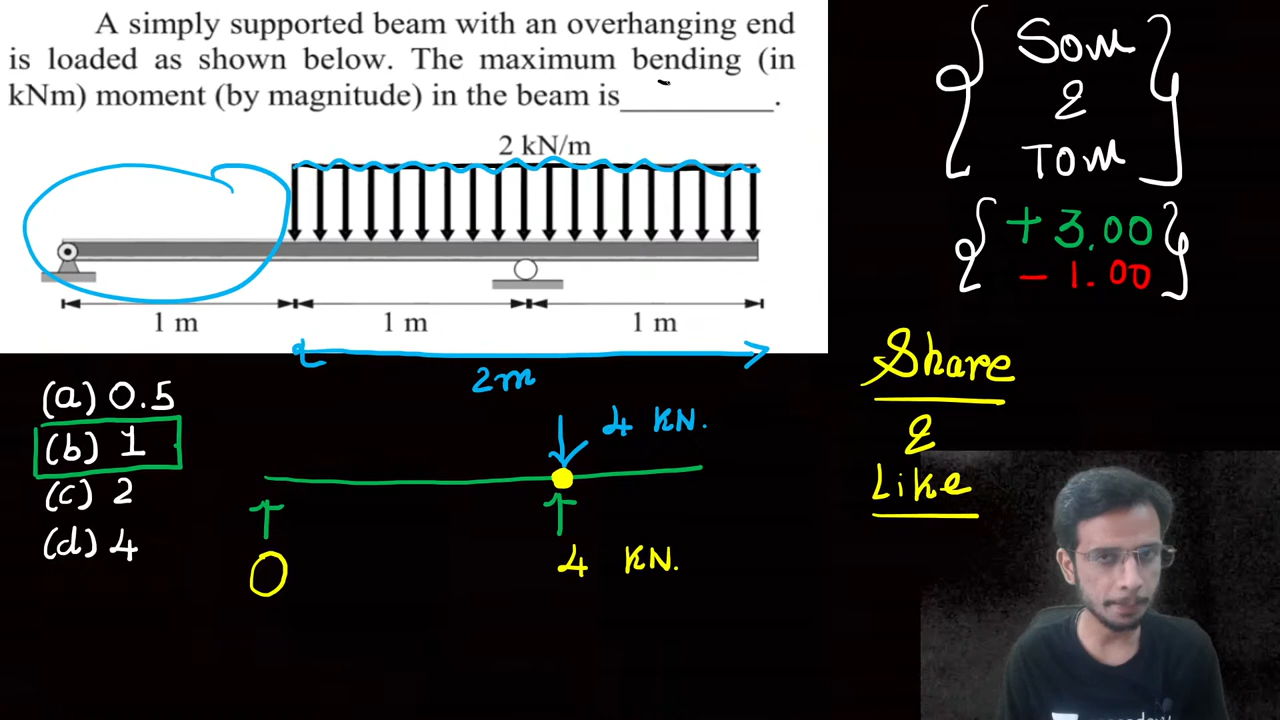 A simply supported beam with an overhanging end
is loaded as shown below. The maximum bending (in
kNm) moment (by magnitude) in the beam is__________.
2 kN/m
1 m 1 m 1 m
2m
(a) 0.5
(b) 1
(c) 2
(d) 4
4 KN.
0
4 KN.
SOM
&
TOM
+ 3.00
- 1.00
Share
&
Like